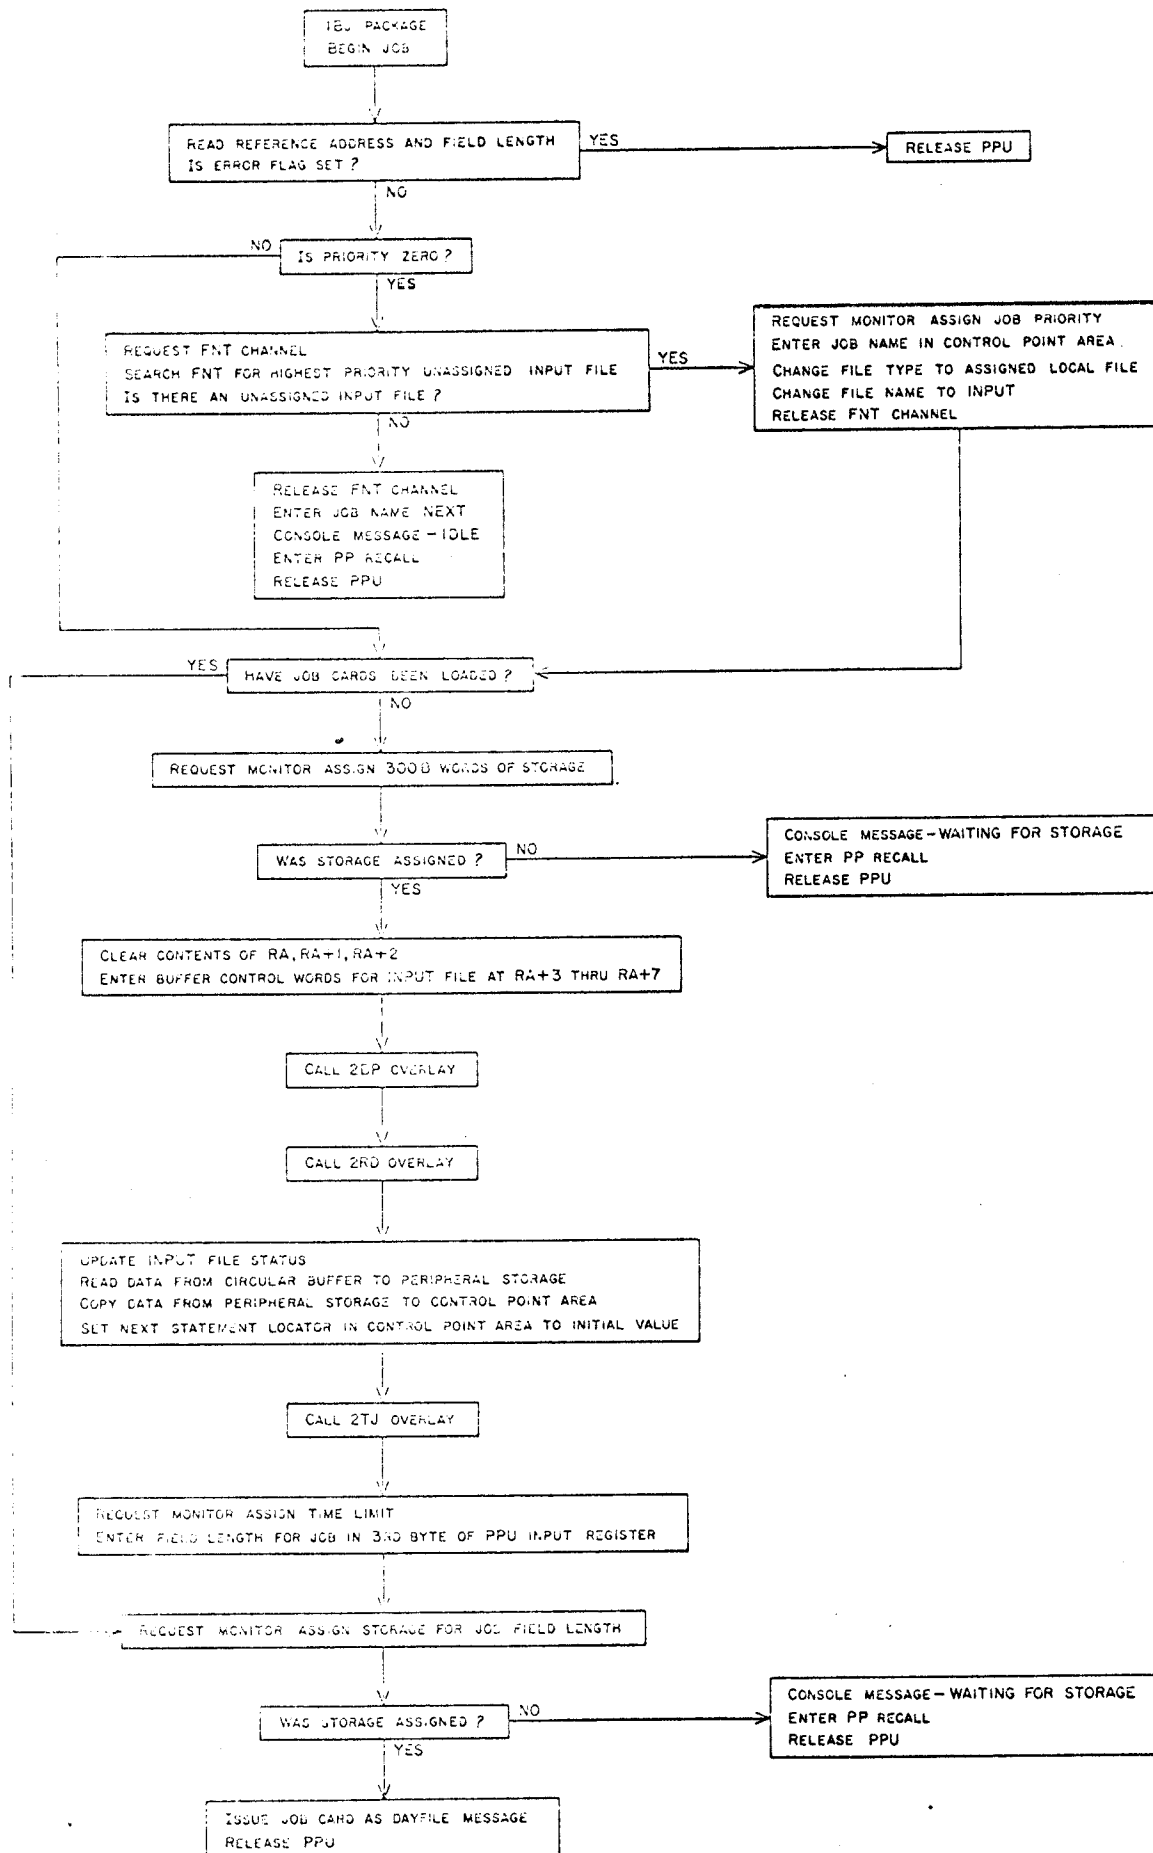 1BJ PACKAGE
BEGIN JOB
READ REFERENCE ADDRESS AND FIELD LENGTH
IS ERROR FLAG SET ?
YES
RELEASE PPU
NO
NO
IS PRIORITY ZERO ?
YES
REQUEST FNT CHANNEL
SEARCH FNT FOR HIGHEST PRIORITY UNASSIGNED INPUT FILE
IS THERE AN UNASSIGNED INPUT FILE ?
YES
REQUEST MONITOR ASSIGN JOB PRIORITY
ENTER JOB NAME IN CONTROL POINT AREA
CHANGE FILE TYPE TO ASSIGNED LOCAL FILE
CHANGE FILE NAME TO INPUT
RELEASE FNT CHANNEL
NO
RELEASE FNT CHANNEL
ENTER JOB NAME NEXT
CONSOLE MESSAGE - IDLE
ENTER PP RECALL
RELEASE PPU
YES
HAVE JOB CARDS BEEN LOADED ?
NO
REQUEST MONITOR ASSIGN 300B WORDS OF STORAGE
WAS STORAGE ASSIGNED ?
NO
CONSOLE MESSAGE - WAITING FOR STORAGE
ENTER PP RECALL
RELEASE PPU
YES
CLEAR CONTENTS OF RA, RA+1, RA+2
ENTER BUFFER CONTROL WORDS FOR INPUT FILE AT RA+3 THRU RA+7
CALL 2BP OVERLAY
CALL 2RD OVERLAY
UPDATE INPUT FILE STATUS
READ DATA FROM CIRCULAR BUFFER TO PERIPHERAL STORAGE
COPY DATA FROM PERIPHERAL STORAGE TO CONTROL POINT AREA
SET NEXT STATEMENT LOCATOR IN CONTROL POINT AREA TO INITIAL VALUE
CALL 2TJ OVERLAY
REQUEST MONITOR ASSIGN TIME LIMIT
ENTER FIELD LENGTH FOR JOB IN 3RD BYTE OF PPU INPUT REGISTER
REQUEST MONITOR ASSIGN STORAGE FOR JOB FIELD LENGTH
WAS STORAGE ASSIGNED ?
NO
CONSOLE MESSAGE - WAITING FOR STORAGE
ENTER PP RECALL
RELEASE PPU
YES
ISSUE JOB CARD AS DAYFILE MESSAGE
RELEASE PPU